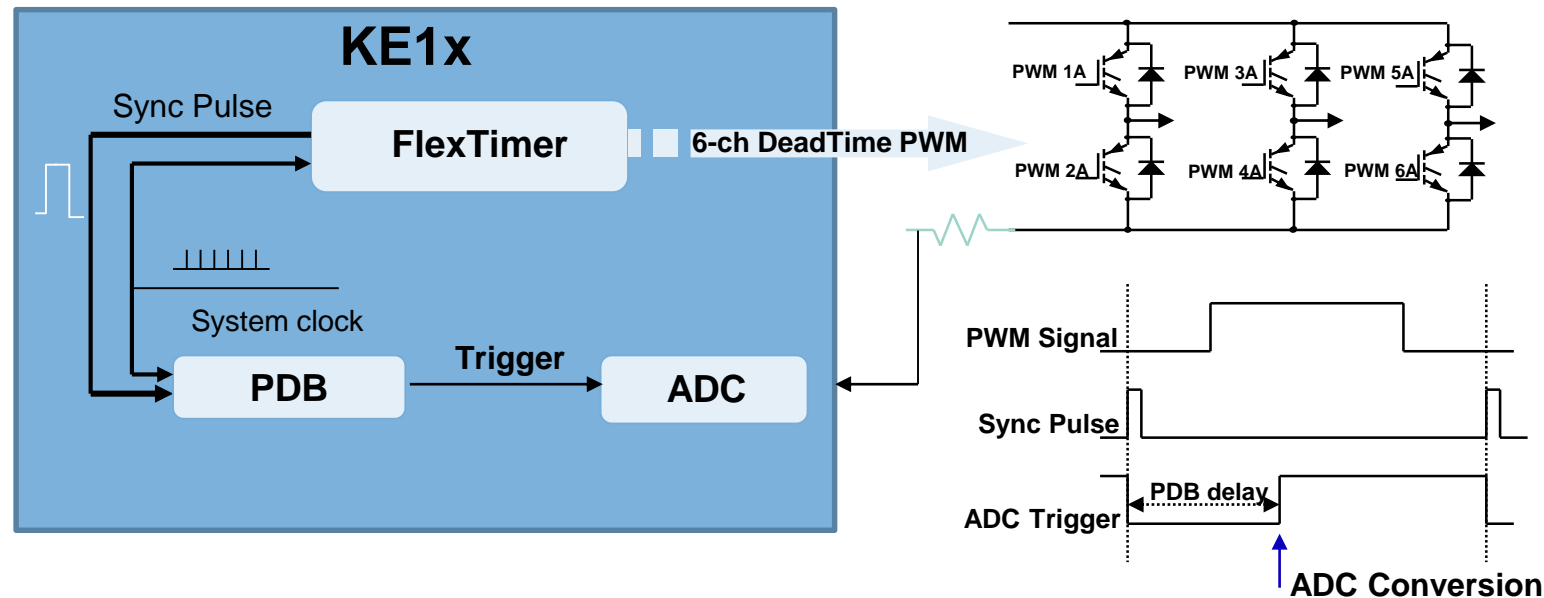 KE1x
Sync Pulse
FlexTimer
6-ch DeadTime PWM
System clock
PDB
Trigger
ADC
PWM 1A
PWM 3A
PWM 5A
PWM 2A
PWM 4A
PWM 6A
PWM Signal
Sync Pulse
PDB delay
ADC Trigger
ADC Conversion